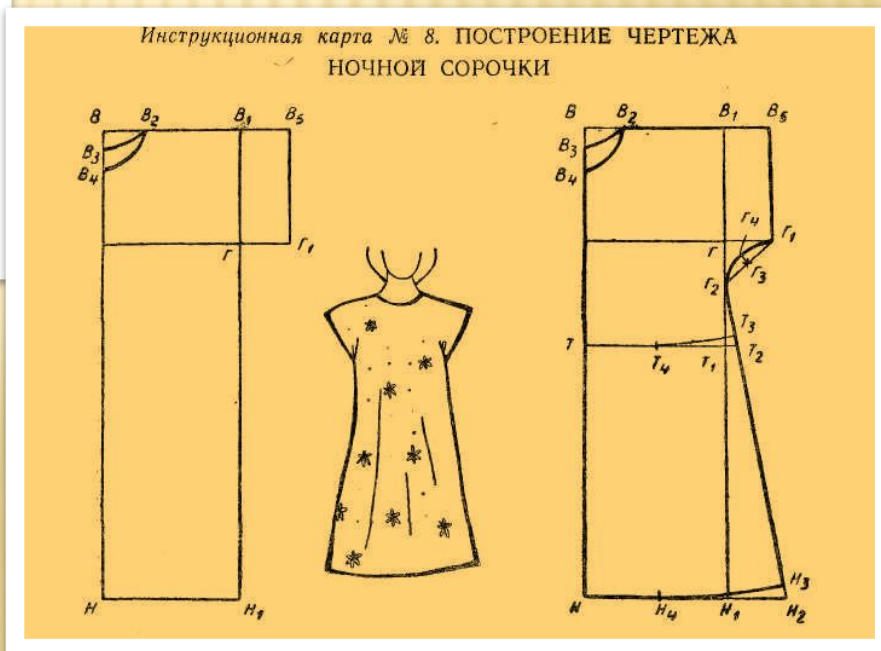 Инструкционная карта № 8. ПОСТРОЕНИЕ ЧЕРТЕЖА
НОЧНОЙ СОРОЧКИ
В В₂ В₁ В₅
В₃
В₄
Г Г₁
Н Н₁
В В₂ В₁ В₅
В₃
В₄
Г Г₄ Г₁
Г₃
Г₂
Т₃
Т Т₄ Т₁ Т₂
Н₃
Н Н₄ Н₁ Н₂